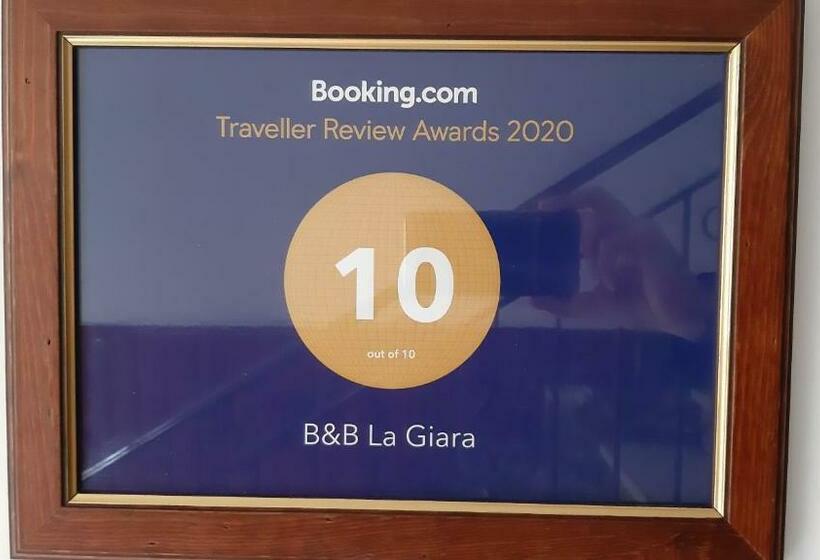 Booking.com
Traveller Review Awards 2020
10
out of 10
B&B La Giara